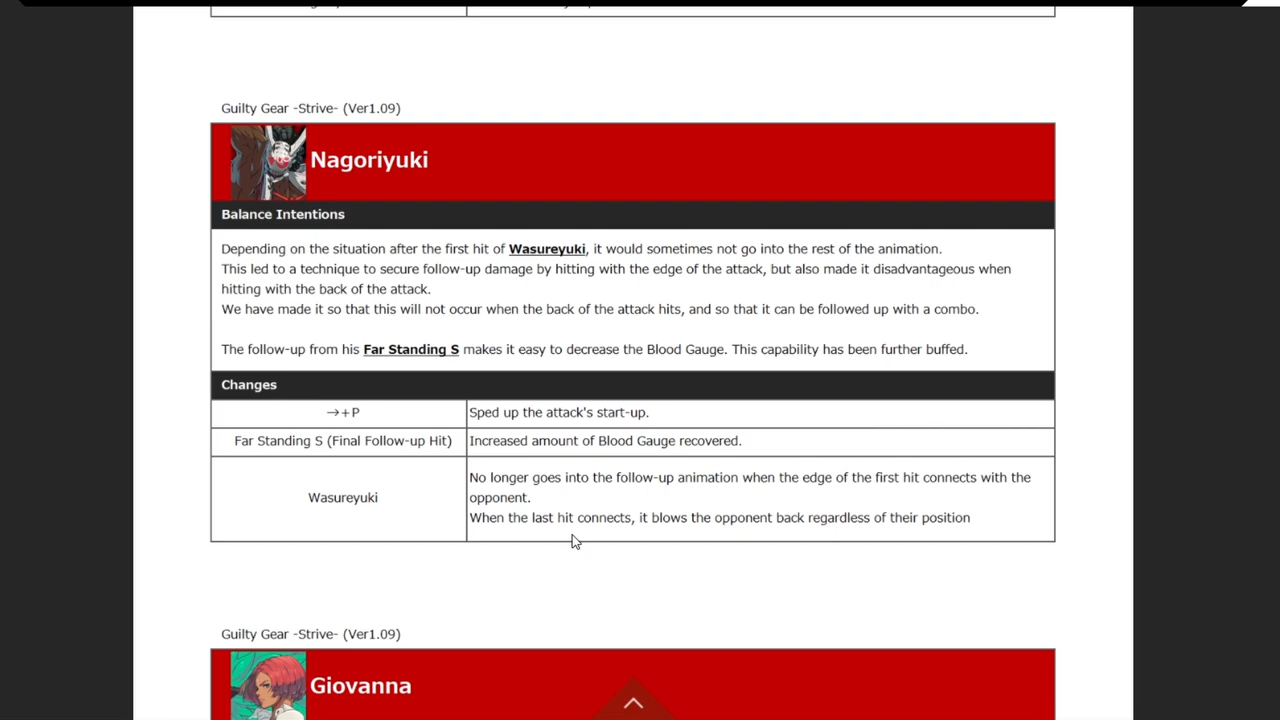 Guilty Gear -Strive- (Ver1.09)
Nagoriyuki
Balance Intentions
Depending on the situation after the first hit of Wasureyuki, it would sometimes not go into the rest of the animation.
This led to a technique to secure follow-up damage by hitting with the edge of the attack, but also made it disadvantageous when
hitting with the back of the attack.
We have made it so that this will not occur when the back of the attack hits, and so that it can be followed up with a combo.
The follow-up from his Far Standing S makes it easy to decrease the Blood Gauge. This capability has been further buffed.
Changes
→+P Sped up the attack's start-up.
Far Standing S (Final Follow-up Hit) Increased amount of Blood Gauge recovered.
No longer goes into the follow-up animation when the edge of the first hit connects with the
Wasureyuki opponent.
When the last hit connects, it blows the opponent back regardless of their position
Guilty Gear -Strive- (Ver1.09)
Giovanna